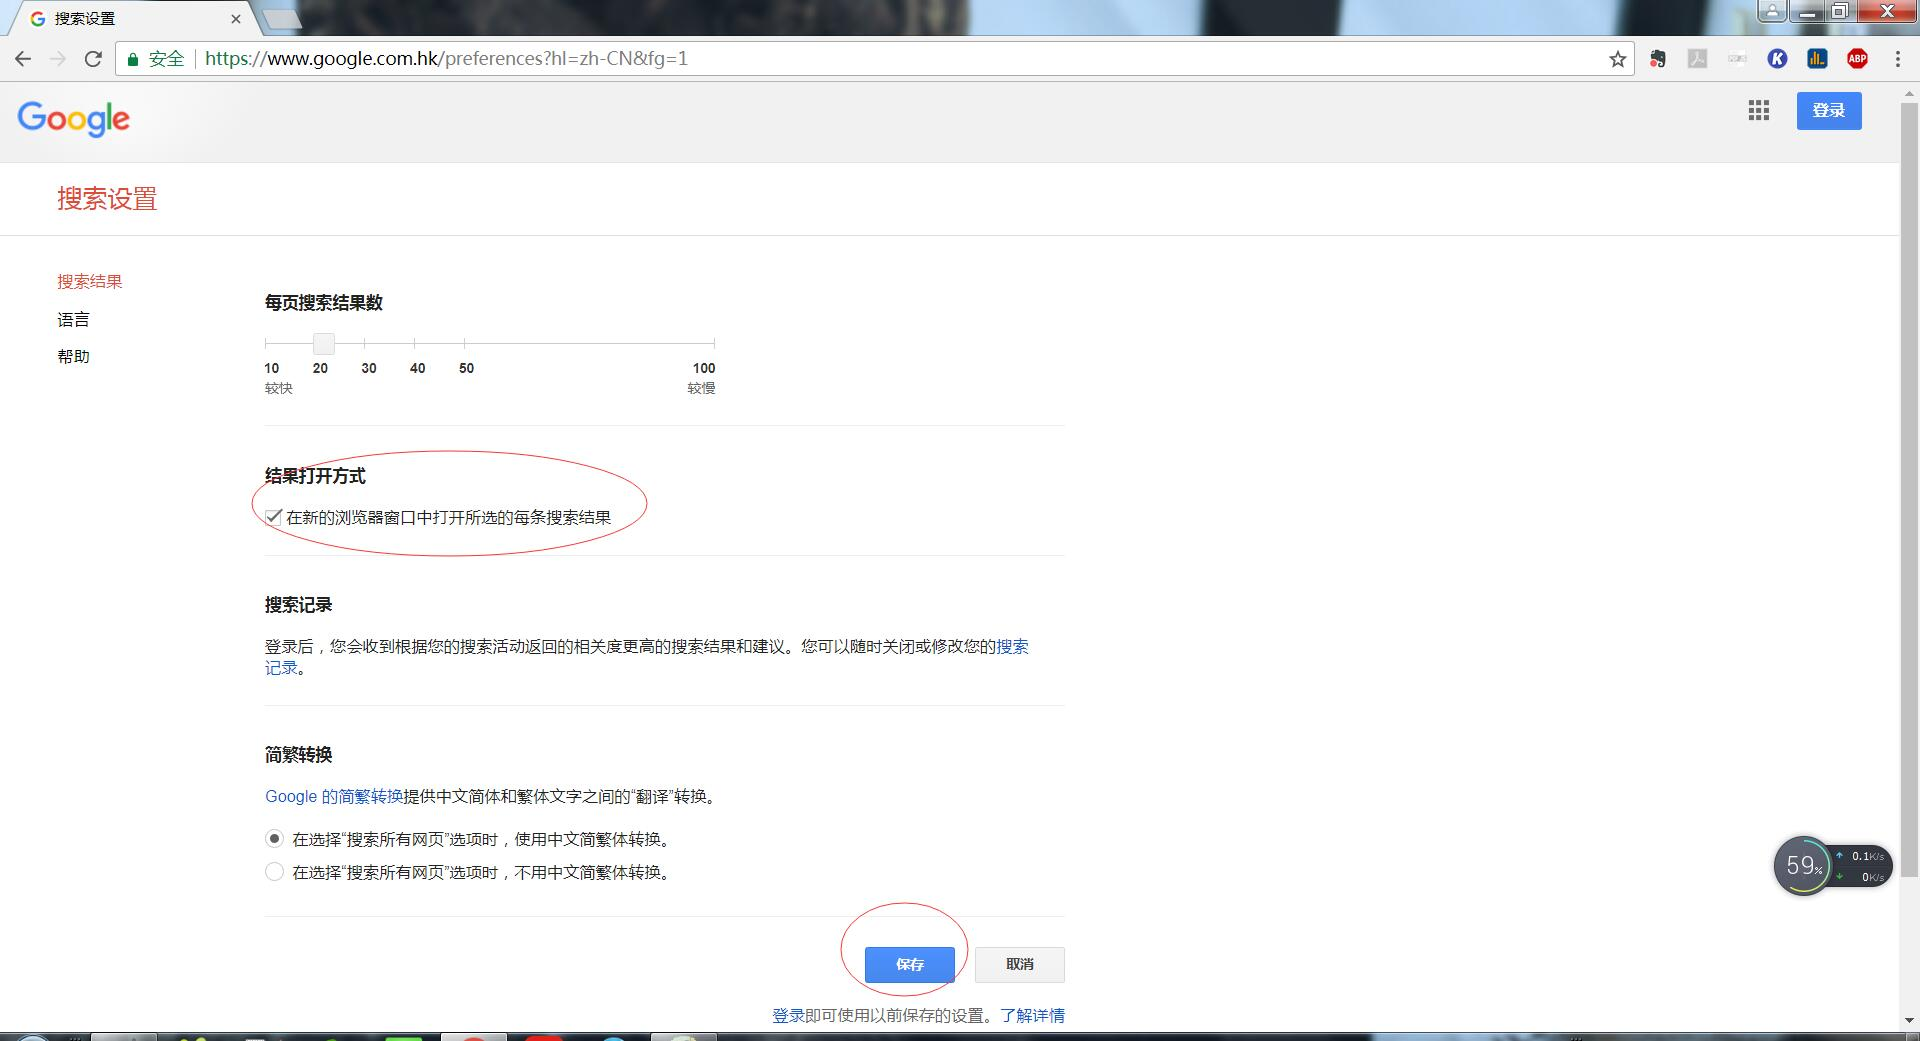 搜索设置
安全
https://www.google.com.hk/preferences?hl=zh-CN&fg=1
ABP
Google
登录
搜索设置
搜索结果
语言
帮助
每页搜索结果数
10 20 30 40 50 100
较快 较慢
结果打开方式
在新的浏览器窗口中打开所选的每条搜索结果
搜索记录
登录后，您会收到根据您的搜索活动返回的相关度更高的搜索结果和建议。您可以随时关闭或修改您的搜索
记录。
简繁转换
Google 的简繁转换提供中文简体和繁体文字之间的“翻译”转换。
在选择“搜索所有网页”选项时，使用中文简繁体转换。
在选择“搜索所有网页”选项时，不用中文简繁体转换。
59%
0.1K/s
0K/s
保存 取消
登录即可使用以前保存的设置。了解详情